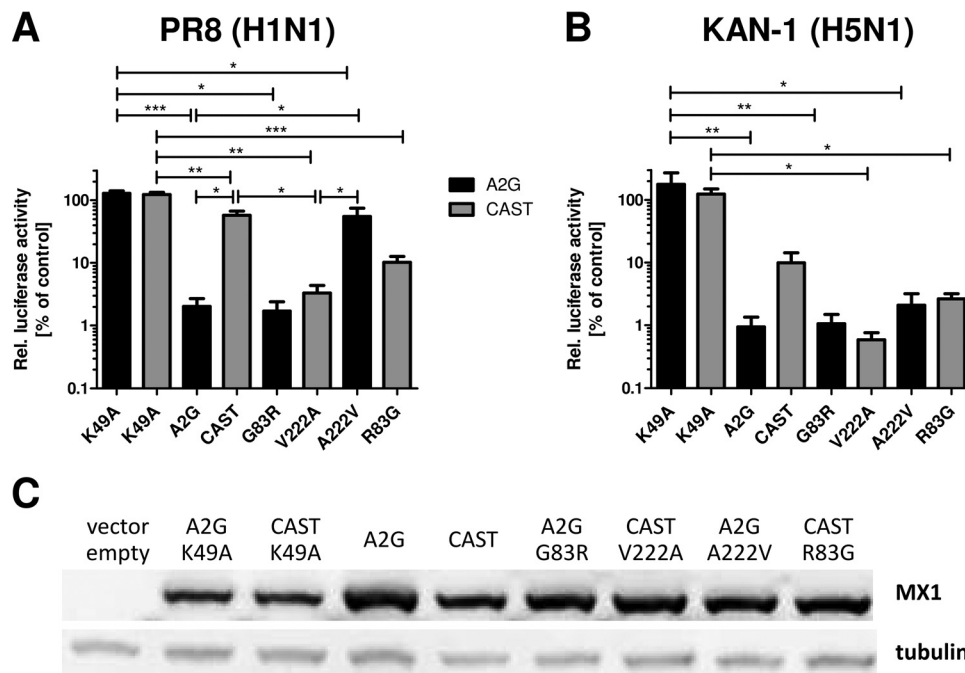 A
PR8 (H1N1)
*
*
***
*
***
**
**
*
*
*
Rel. luciferase activity
[% of control]
100
10
1
0.1
K49A
K49A
A2G
CAST
G83R
V222A
A222V
R83G
A2G
CAST
B
KAN-1 (H5N1)
*
**
**
*
*
Rel. luciferase activity
[% of control]
100
10
1
0.1
K49A
K49A
A2G
CAST
G83R
V222A
A222V
R83G
C
vector
empty
A2G
K49A
CAST
K49A
A2G
CAST
A2G
G83R
CAST
V222A
A2G
A222V
CAST
R83G
MX1
tubulin